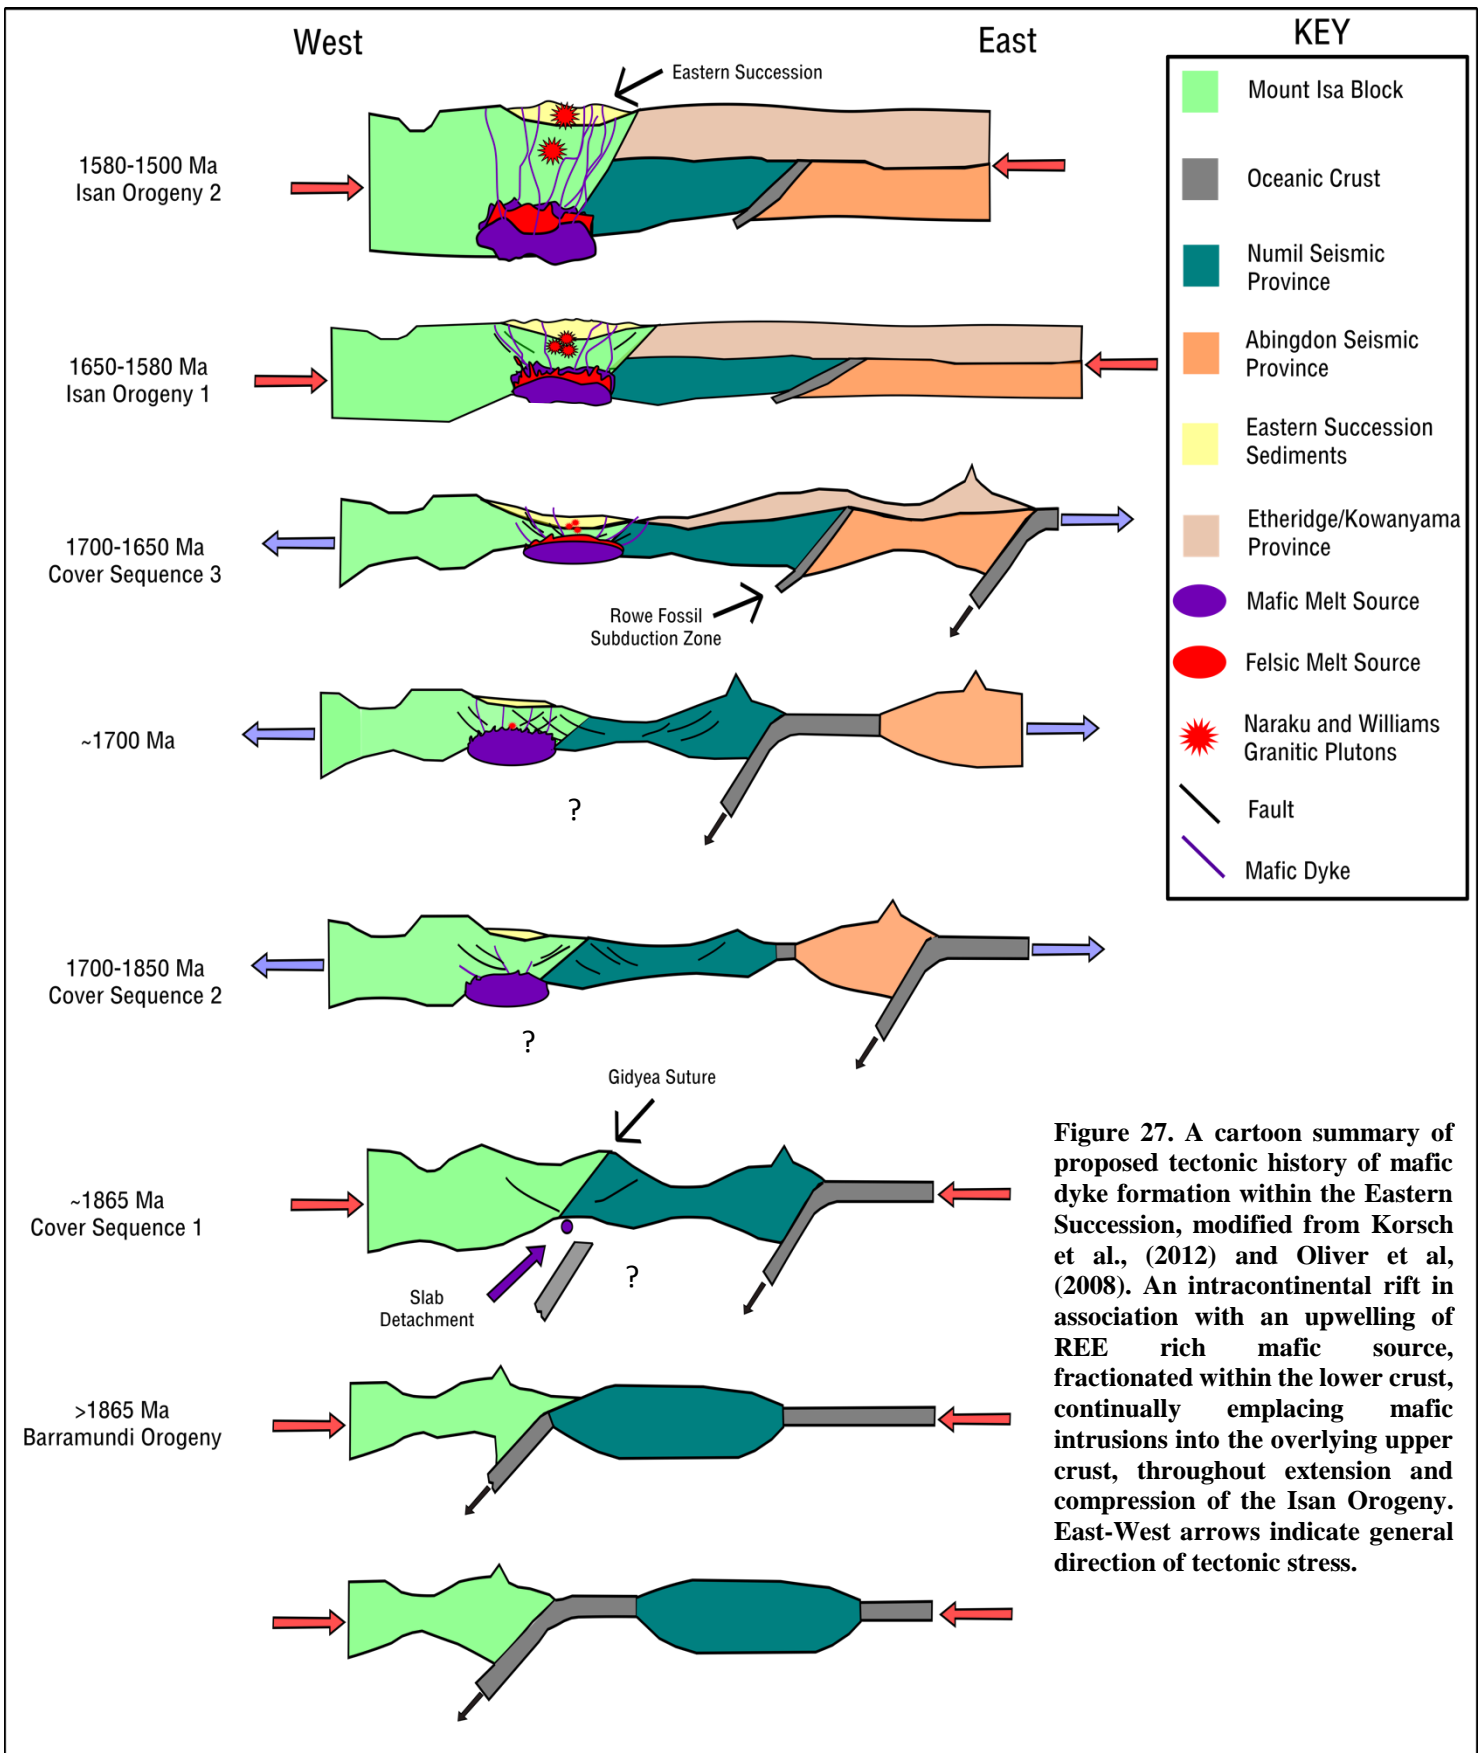 West
East
KEY
Eastern Succession
1580-1500 Ma
Isan Orogeny 2
1650-1580 Ma
Isan Orogeny 1
1700-1650 Ma
Cover Sequence 3
Rowe Fossil
Subduction Zone
~1700 Ma
?
1700-1850 Ma
Cover Sequence 2
?
Gidyea Suture
~1865 Ma
Cover Sequence 1
?
Slab
Detachment
>1865 Ma
Barramundi Orogeny
Mount Isa Block
Oceanic Crust
Numil Seismic
Province
Abingdon Seismic
Province
Eastern Succession
Sediments
Etheridge/Kowanyama
Province
Mafic Melt Source
Felsic Melt Source
Naraku and Williams
Granitic Plutons
Fault
Mafic Dyke
Figure 27. A cartoon summary of
proposed tectonic history of mafic
dyke formation within the Eastern
Succession, modified from Korsch
et al., (2012) and Oliver et al,
(2008). An intracontinental rift in
association with an upwelling of
REE rich mafic source,
fractionated within the lower crust,
continually emplacing mafic
intrusions into the overlying upper
crust, throughout extension and
compression of the Isan Orogeny.
East-West arrows indicate general
direction of tectonic stress.